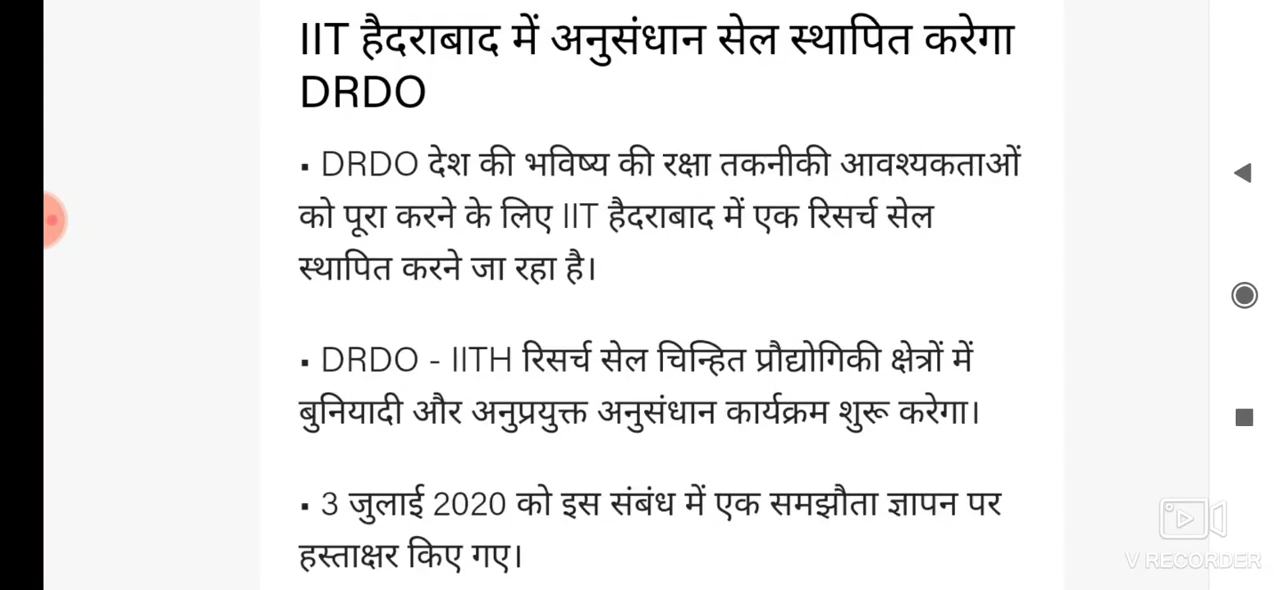 IIT हैदराबाद में अनुसंधान सेल स्थापित करेगा
DRDO
▪ DRDO देश की भविष्य की रक्षा तकनीकी आवश्यकताओं
को पूरा करने के लिए IIT हैदराबाद में एक रिसर्च सेल
स्थापित करने जा रहा है।
▪ DRDO - IITH रिसर्च सेल चिन्हित प्रौद्योगिकी क्षेत्रों में
बुनियादी और अनुप्रयुक्त अनुसंधान कार्यक्रम शुरू करेगा।
▪ 3 जुलाई 2020 को इस संबंध में एक समझौता ज्ञापन पर
हस्ताक्षर किए गए।
V RECORDER